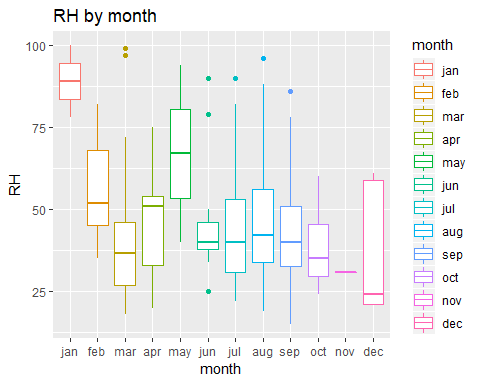 RH by month
RH
100
75
50
25
jan feb mar apr may jun jul aug sep oct nov dec
month
month
jan
feb
mar
apr
may
jun
jul
aug
sep
oct
nov
dec